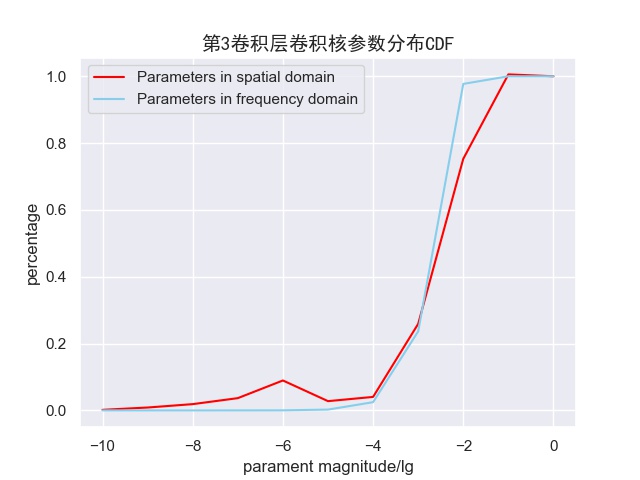 第3卷积层卷积核参数分布CDF
Parameters in spatial domain
Parameters in frequency domain
percentage
1.0
0.8
0.6
0.4
0.2
0.0
−10 −8 −6 −4 −2 0
parament magnitude/lg